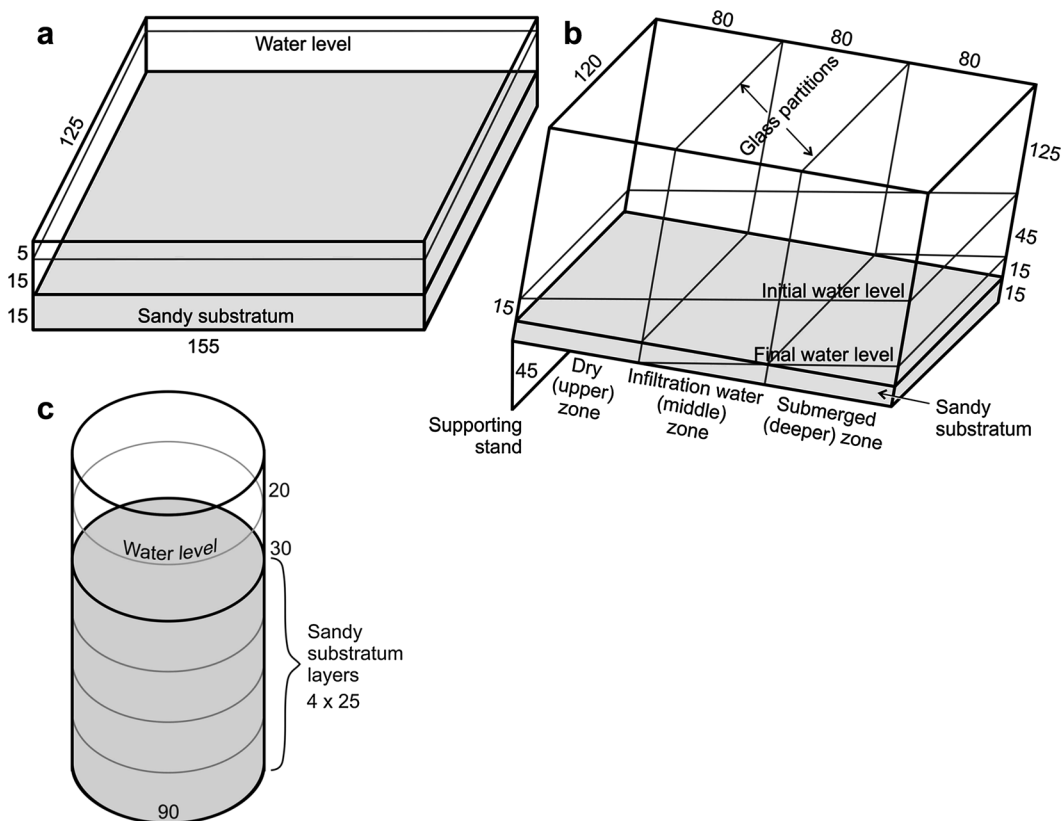 a
Water level
125
5
15
15
Sandy substratum
155
b
80
80
80
120
Glass partitions
125
45
15
15
Initial water level
15
Final water level
45
Dry
(upper)
zone
Infiltration water
(middle)
zone
Submerged
(deeper) zone
Sandy
substratum
Supporting
stand
c
20
Water level
30
Sandy
substratum
layers
4 x 25
90